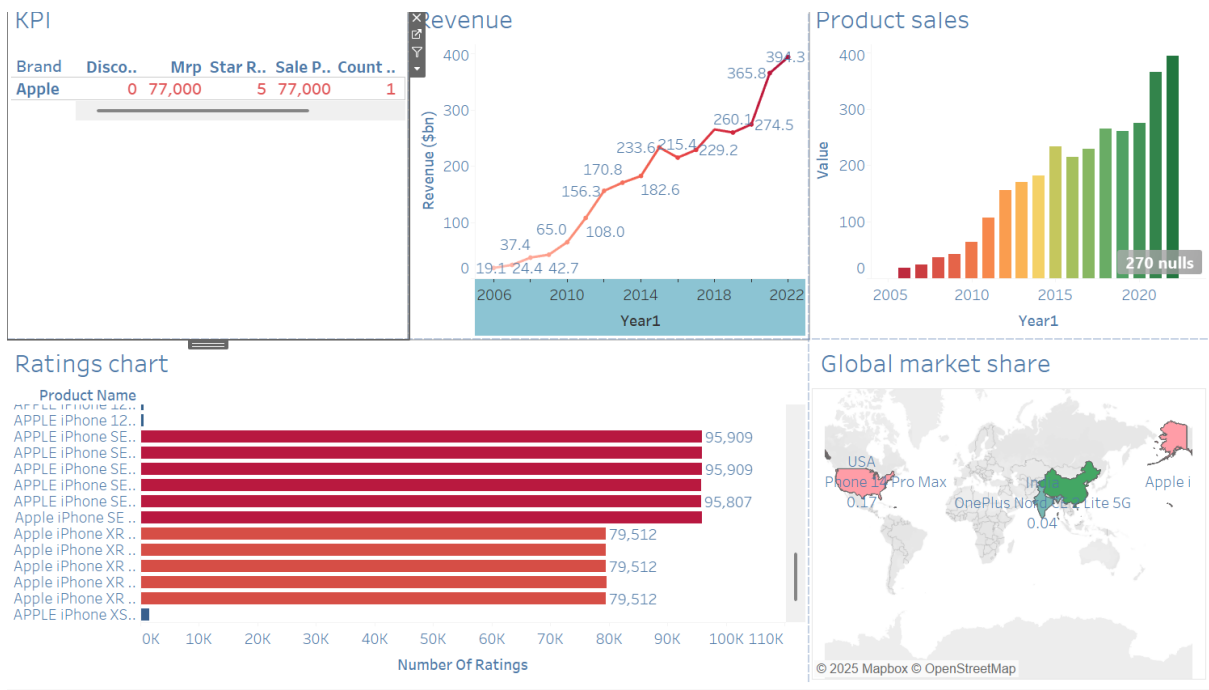 KPI
Brand Disco.. Mrp Star R.. Sale P.. Count ..
Apple 0 77,000 5 77,000 1
Revenue
Revenue ($bn)
400
300
200
100
0
19.1
24.4
37.4
42.7
65.0
108.0
156.3
170.8
182.6
233.6
215.4
229.2
260.1
274.5
365.8
394.3
2006 2010 2014 2018 2022
Year1
Product sales
Value
400
300
200
100
0
270 nulls
2005 2010 2015 2020
Year1
Ratings chart
Product Name
APPLE iPhone 12..
APPLE iPhone 12..
APPLE iPhone SE.. 95,909
APPLE iPhone SE..
APPLE iPhone SE.. 95,909
APPLE iPhone SE..
APPLE iPhone SE.. 95,807
Apple iPhone SE ..
Apple iPhone XR .. 79,512
Apple iPhone XR ..
Apple iPhone XR .. 79,512
Apple iPhone XR ..
Apple iPhone XR .. 79,512
APPLE iPhone XS..
0K 10K 20K 30K 40K 50K 60K 70K 80K 90K 100K 110K
Number Of Ratings
Global market share
USA
Phone 14 Pro Max
0.17
India
OnePlus Nord CE Lite 5G
0.04
Apple i
© 2025 Mapbox © OpenStreetMap